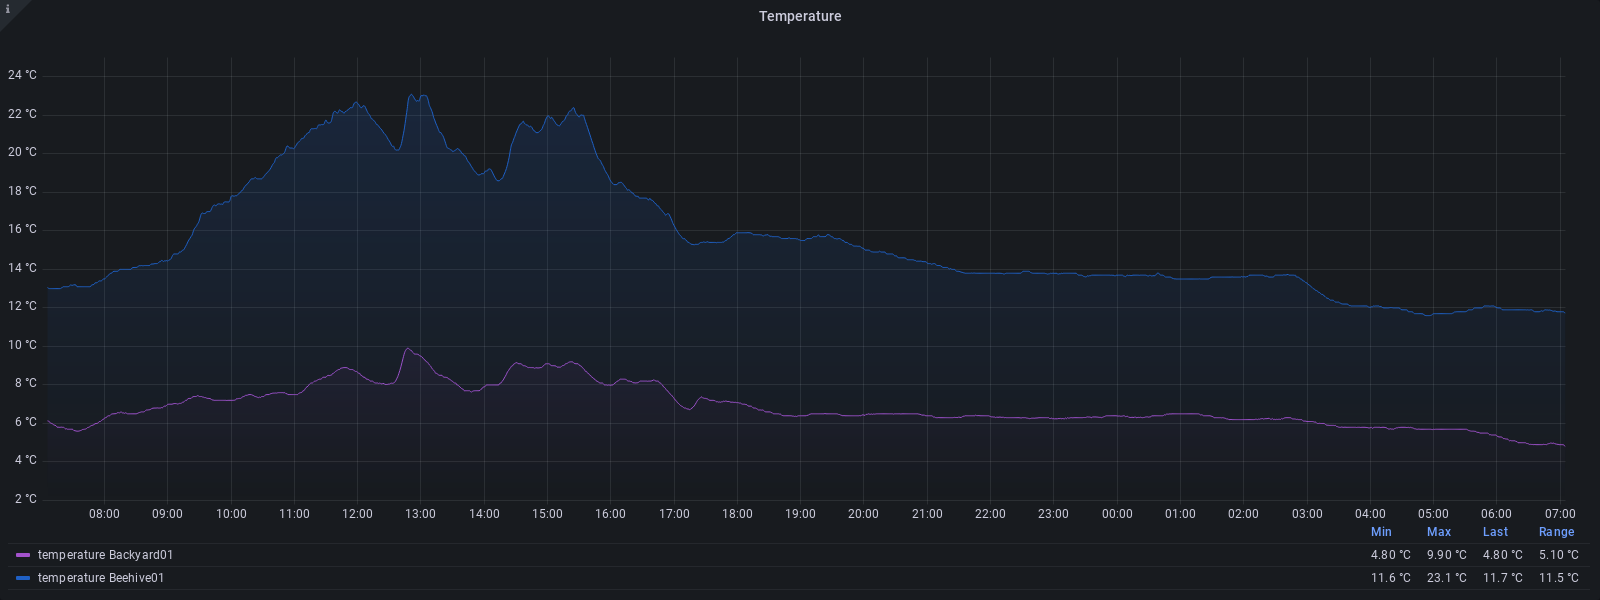 i
Temperature
24 °C
22 °C
20 °C
18 °C
16 °C
14 °C
12 °C
10 °C
8 °C
6 °C
4 °C
2 °C
08:00 09:00 10:00 11:00 12:00 13:00 14:00 15:00 16:00 17:00 18:00 19:00 20:00 21:00 22:00 23:00 00:00 01:00 02:00 03:00 04:00 05:00 06:00 07:00
Min Max Last Range
temperature Backyard01 4.80 °C 9.90 °C 4.80 °C 5.10 °C
temperature Beehive01 11.6 °C 23.1 °C 11.7 °C 11.5 °C